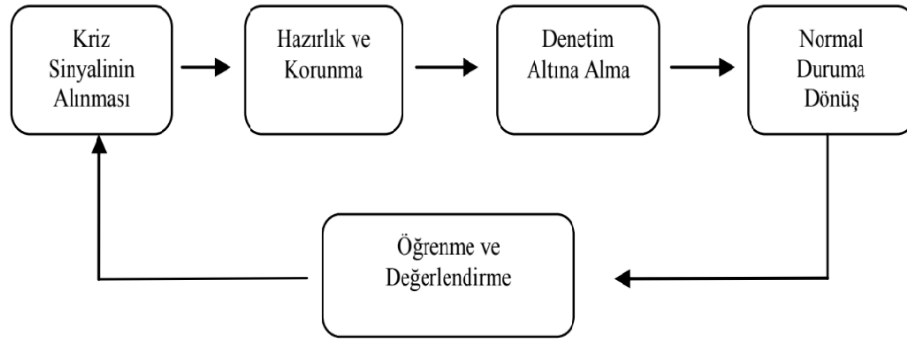 Kriz
Sinyalinin
Alınması
Hazırlık ve
Korunma
Denetim
Altına Alma
Normal
Duruma
Dönüş
Öğrenme ve
Değerlendirme